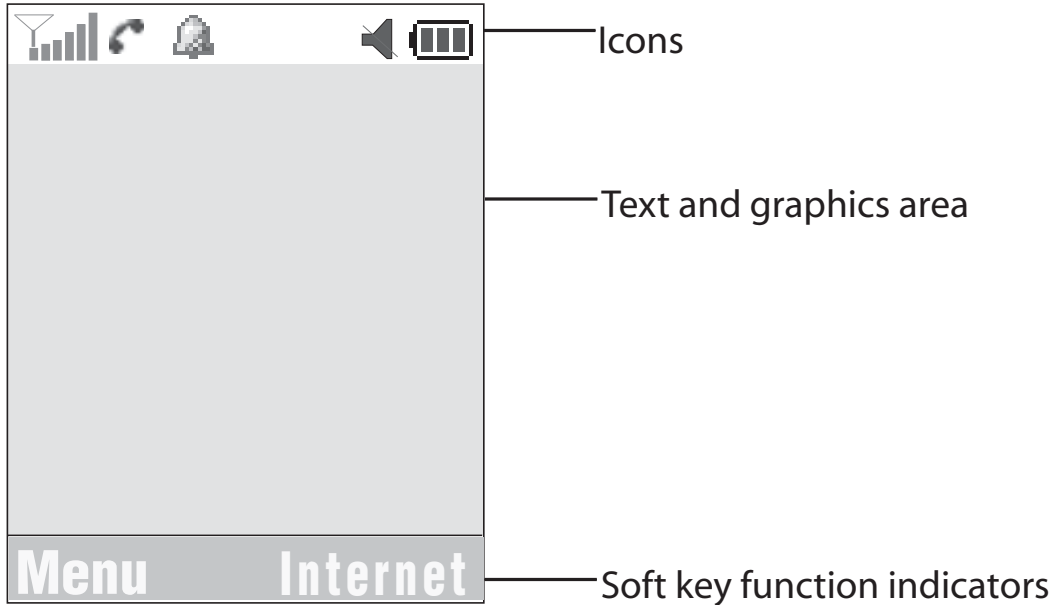 Icons
Text and graphics area
Menu Internet
Soft key function indicators